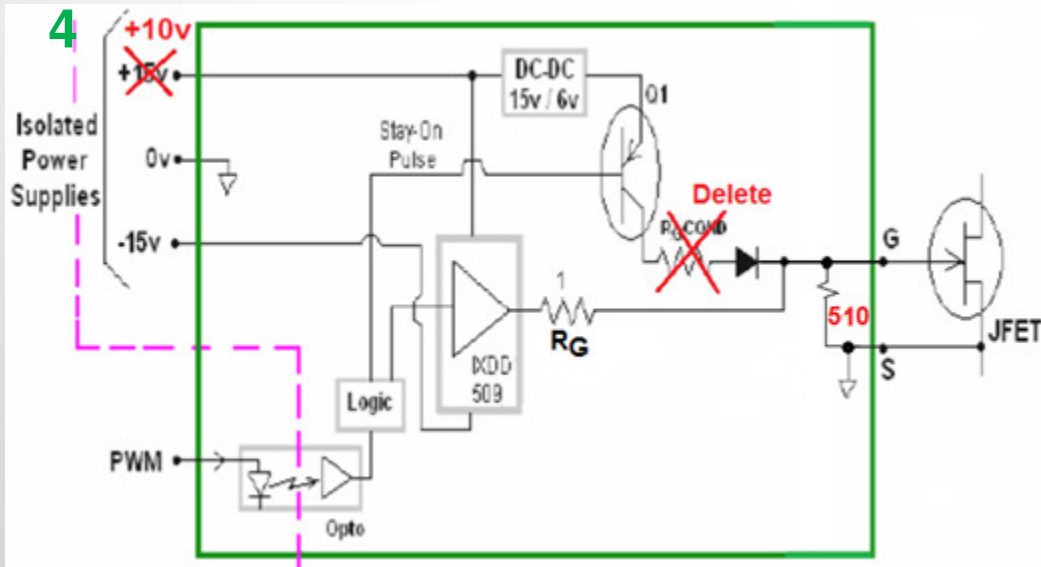 4
+10v
+15v
Isolated
Power
Supplies
0v
-15v
DC-DC
15v / 6v
Q1
Stay-On
Pulse
Delete
RGCOND
G
1
RG
510
JFET
S
IXDD
509
Logic
PWM
Opto